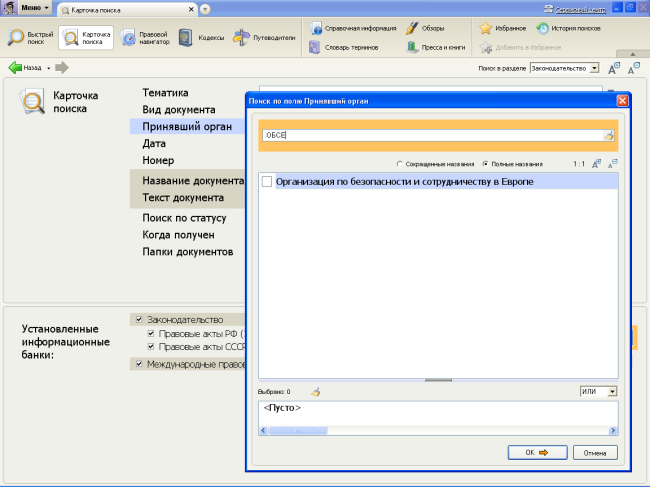 Меню
Карточка поиска
Сервисный центр
Быстрый поиск
Карточка поиска
Правовой навигатор
Кодексы
Путеводители
Справочная информация
Словарь терминов
Обзоры
Пресса и книги
Избранное
Добавить в Избранное
История поисков
Назад
Поиск в разделе
Законодательство
Карточка поиска
Тематика
Вид документа
Принявший орган
Дата
Номер
Название документа
Текст документа
Поиск по статусу
Когда получен
Папки документов
Поиск по полю Принявший орган
ОБСЕ
Сокращенные названия
Полные названия
1 : 1
Организация по безопасности и сотрудничеству в Европе
Выбрано: 0
ИЛИ
<Пусто>
OK
Отмена
Установленные информационные банки:
Законодательство
Правовые акты РФ (
Правовые акты СССР
Международные правов